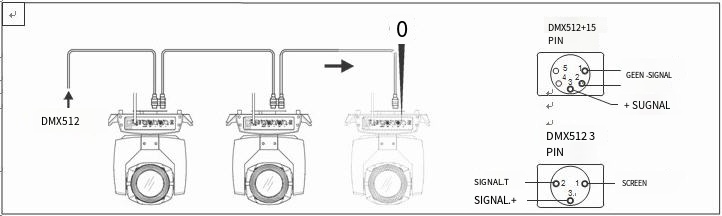 0
DMX512
DMX512+15
PIN
5 1
4 2
3
GEEN -SIGNAL
+ SUGNAL
DMX512 3
PIN
SIGNAL.T
2 1
SCREEN
3
SIGNAL.+